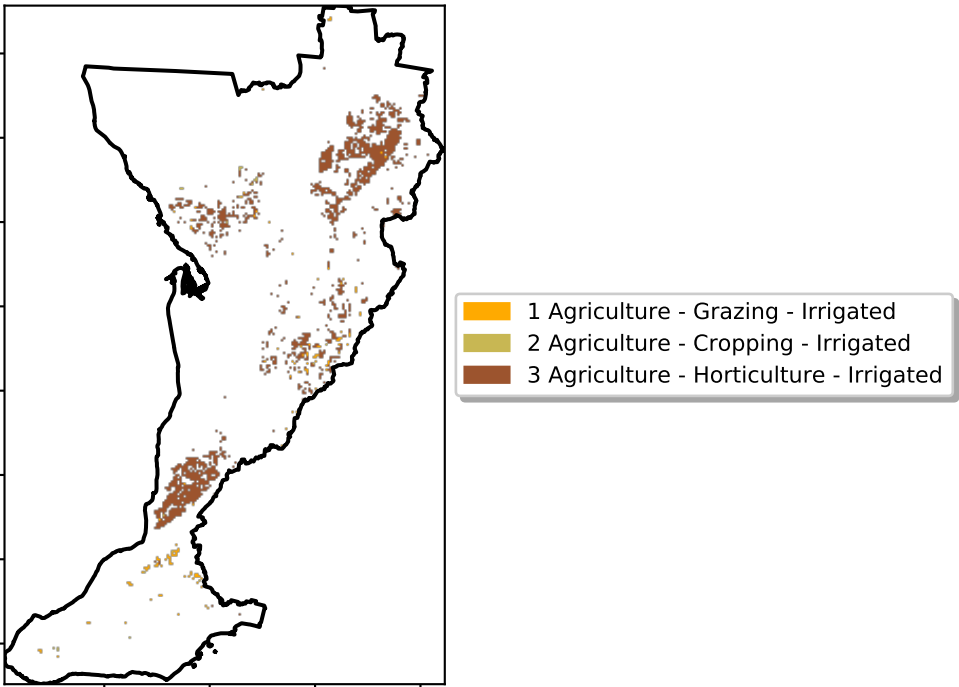 1 Agriculture - Grazing - Irrigated
2 Agriculture - Cropping - Irrigated
3 Agriculture - Horticulture - Irrigated